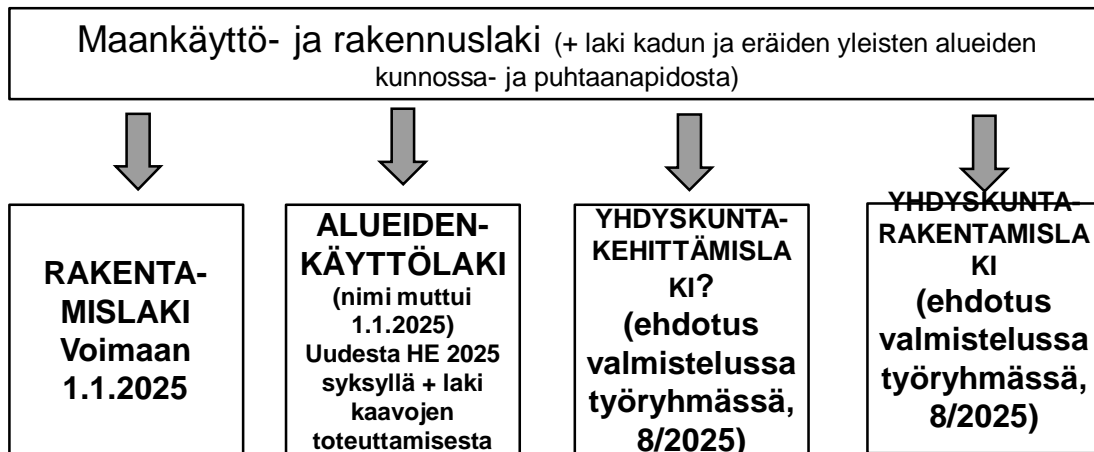 Maankäyttö- ja rakennuslaki (+ laki kadun ja eräiden yleisten alueiden
kunnossa- ja puhtaanapidosta)
RAKENTA-
MISLAKI
Voimaan
1.1.2025
ALUEIDEN-
KÄYTTÖLAKI
(nimi muttui
1.1.2025)
Uudesta HE 2025
syksyllä + laki
kaavojen
toteuttamisesta
YHDYSKUNTA-
KEHITTÄMISLA
KI?
(ehdotus
valmistelussa
työryhmässä,
8/2025)
YHDYSKUNTA-
RAKENTAMISLA
KI
(ehdotus
valmistelussa
työryhmässä,
8/2025)